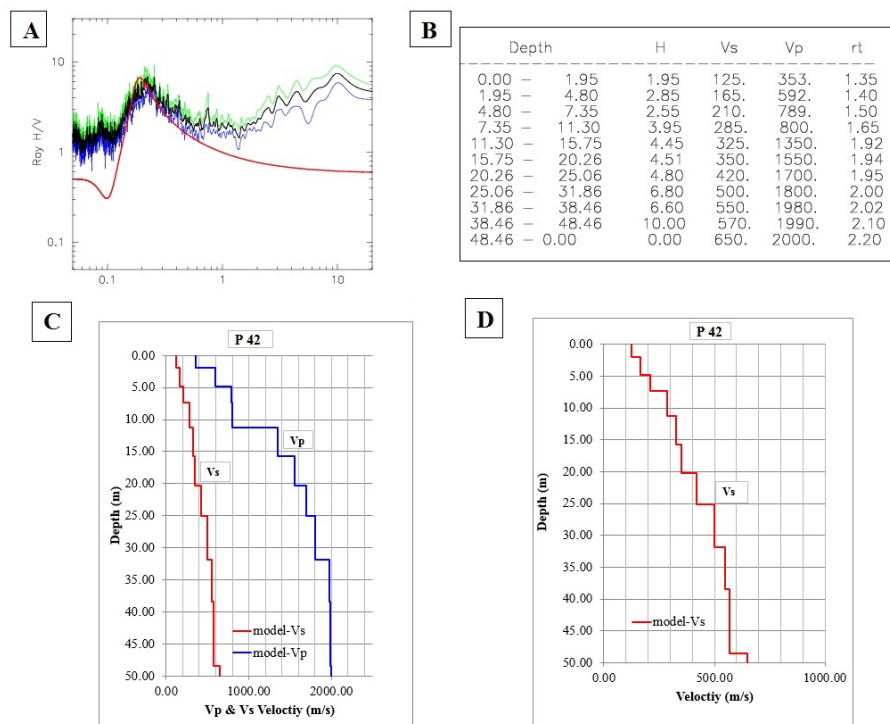 A
Ray H/V
10
1
0.1
0.1
1
10
B
Depth H Vs Vp rt
0.00 – 1.95 1.95 125. 353. 1.35
1.95 – 4.80 2.85 165. 592. 1.40
4.80 – 7.35 2.55 210. 789. 1.50
7.35 – 11.30 3.95 285. 800. 1.65
11.30 – 15.75 4.45 325. 1350. 1.92
15.75 – 20.26 4.51 350. 1550. 1.94
20.26 – 25.06 4.80 420. 1700. 1.95
25.06 – 31.86 6.80 500. 1800. 2.00
31.86 – 38.46 6.60 550. 1980. 2.02
38.46 – 48.46 10.00 570. 1990. 2.10
48.46 – 0.00 0.00 650. 2000. 2.20
C
P 42
0.00
5.00
10.00
15.00
20.00
25.00
30.00
35.00
40.00
45.00
50.00
Depth (m)
Vp
Vs
model-Vs
model-Vp
0.00 1000.00 2000.00
Vp & Vs Veloctiy (m/s)
D
P 42
0.00
5.00
10.00
15.00
20.00
25.00
30.00
35.00
40.00
45.00
50.00
Depth (m)
Vs
model-Vs
0.00 500.00 1000.00
Veloctiy (m/s)